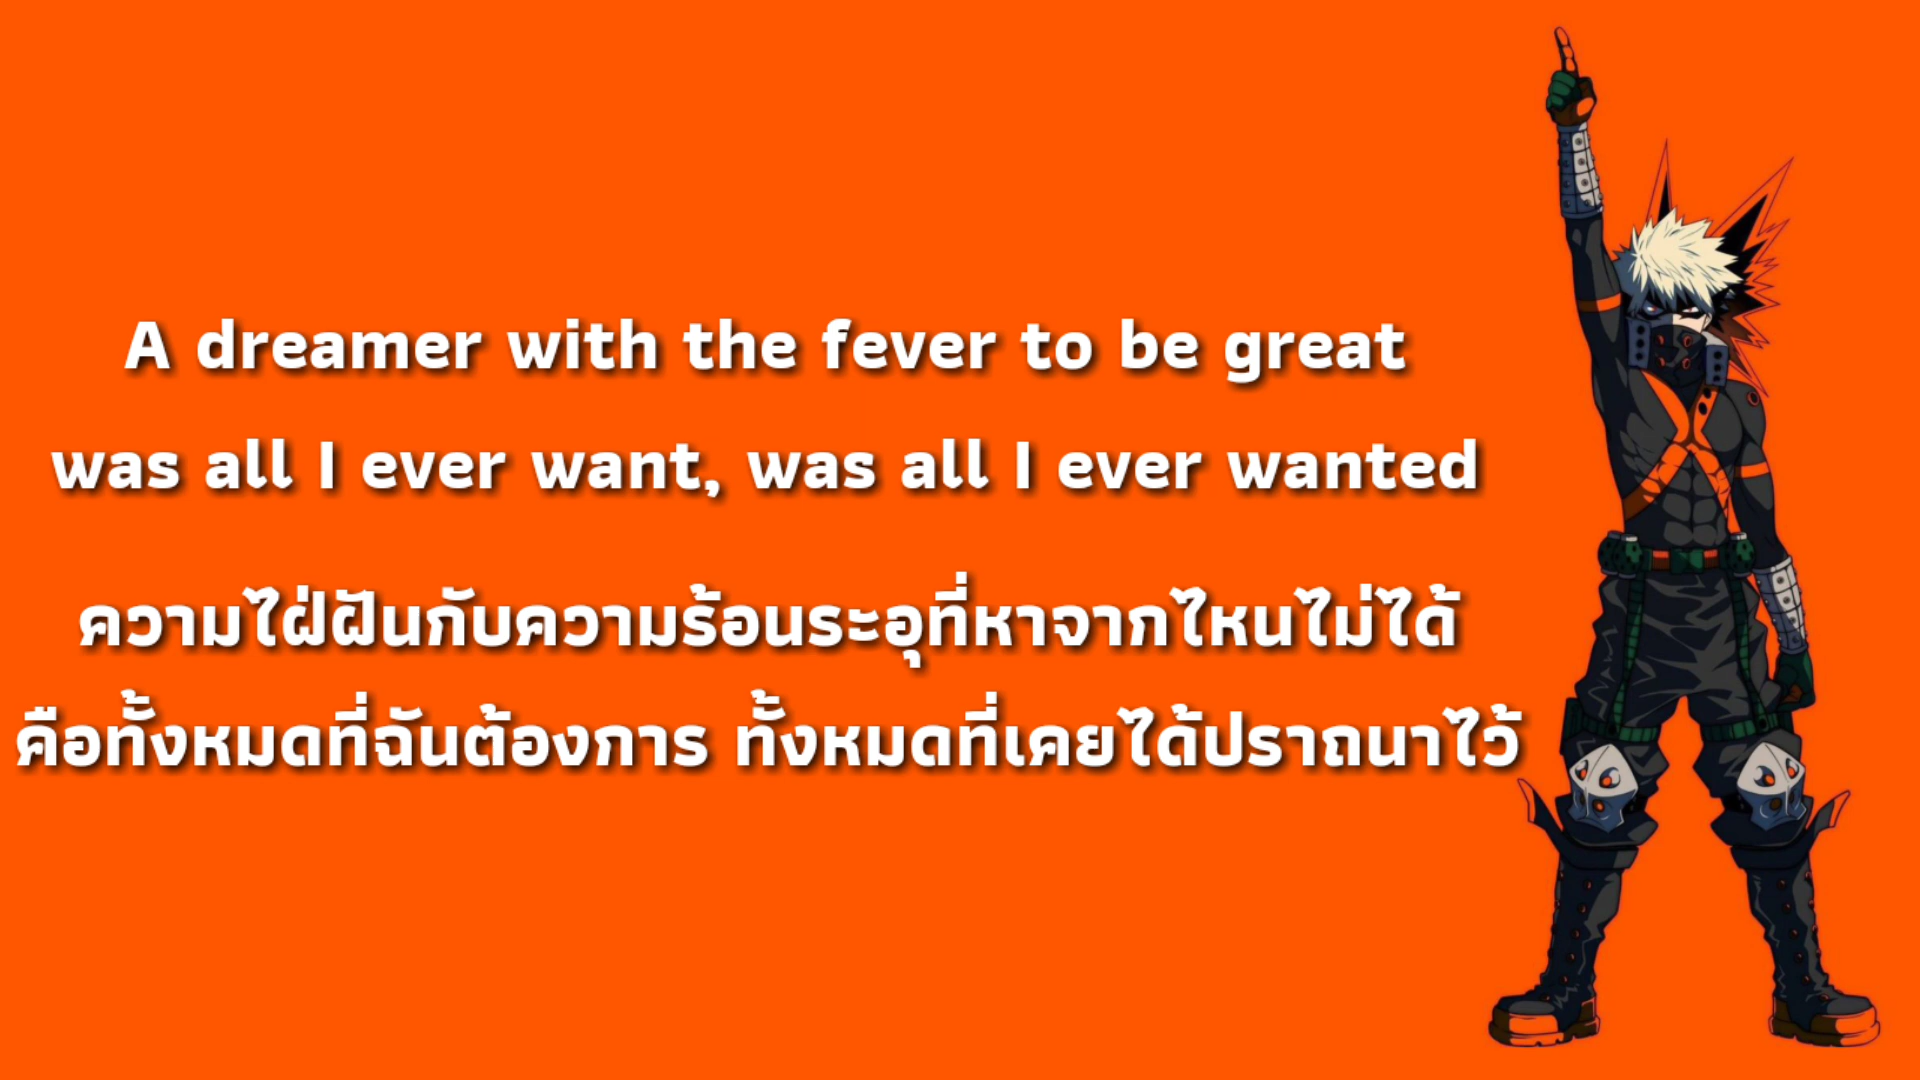 A dreamer with the fever to be great
was all I ever want, was all I ever wanted
ความใฝ่ฝันกับความร้อนระอุที่หาจากไหนไม่ได้
คือทั้งหมดที่ฉันต้องการ ทั้งหมดที่เคยได้ปราถนาไว้